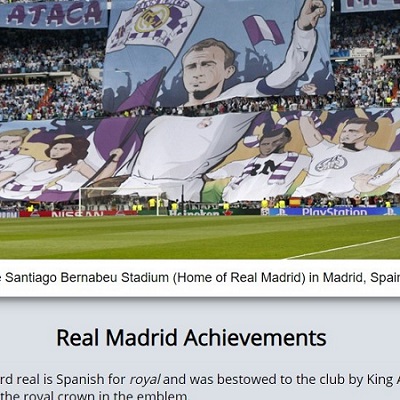 ATACA
NISSAN
Heineken
PlayStation
Santiago Bernabeu Stadium (Home of Real Madrid) in Madrid, Spain
Real Madrid Achievements
real is Spanish for royal and was bestowed to the club by King
the royal crown in the emblem.